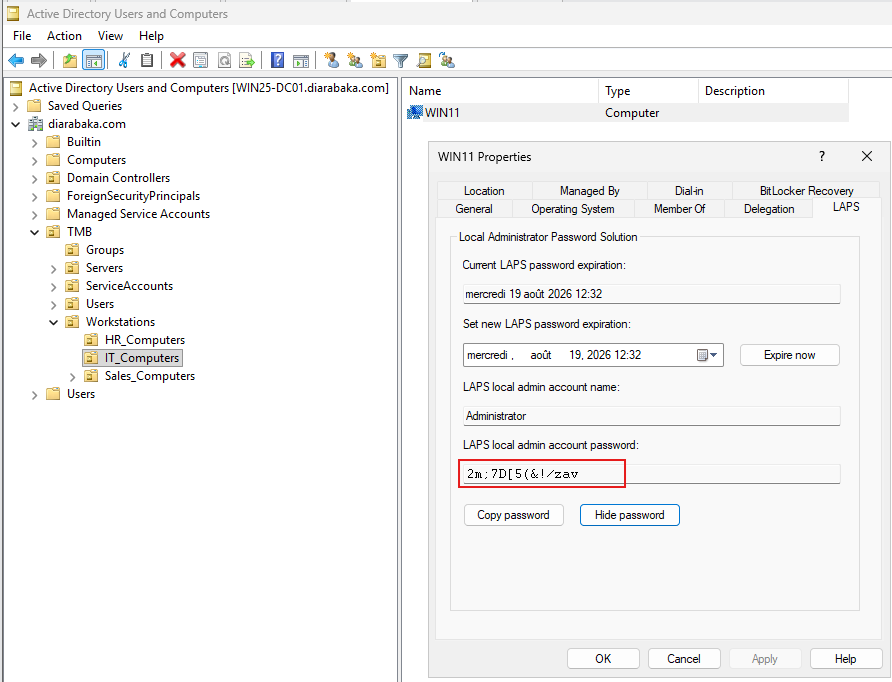 Active Directory Users and Computers
File Action View Help
Active Directory Users and Computers [WIN25-DC01.diarabaka.com]
Saved Queries
diarabaka.com
Builtin
Computers
Domain Controllers
ForeignSecurityPrincipals
Managed Service Accounts
TMB
Groups
Servers
ServiceAccounts
Users
Workstations
HR_Computers
IT_Computers
Sales_Computers
Users
Name Type Description
WIN11 Computer
WIN11 Properties
Location Managed By Dial-in BitLocker Recovery
General Operating System Member Of Delegation LAPS
Local Administrator Password Solution
Current LAPS password expiration:
mercredi 19 août 2026 12:32
Set new LAPS password expiration:
mercredi , août 19, 2026 12:32 Expire now
LAPS local admin account name:
Administrator
LAPS local admin account password:
2m;7D[5(&!/zav
Copy password Hide password
OK Cancel Apply Help